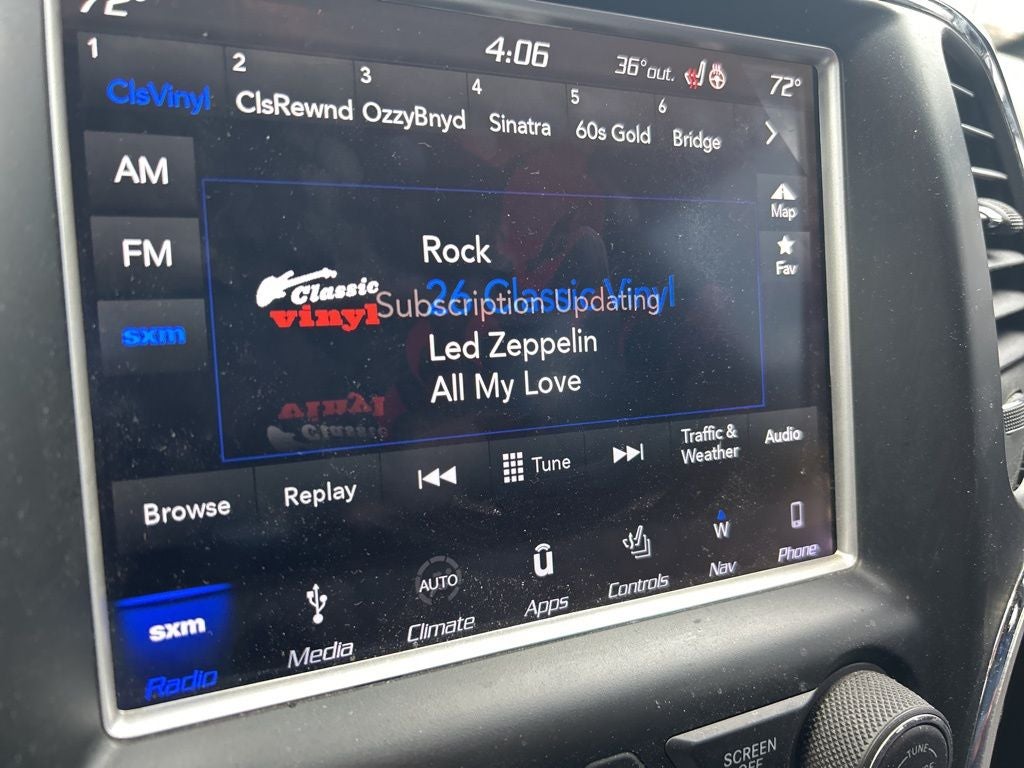 72°
4:06
36°out.
72°
1
ClsVinyl
2
ClsRewnd
3
OzzyBnyd
4
Sinatra
5
60s Gold
6
Bridge
AM
FM
sxm
Classic
vinyl
Rock
26 Classic Vinyl
Subscription Updating
Led Zeppelin
All My Love
Map
Fav
Browse
Replay
Tune
Traffic &
Weather
Audio
sxm
Radio
Media
AUTO
Climate
û
Apps
Controls
W
Nav
Phone
SCREEN
OFF
TUNE